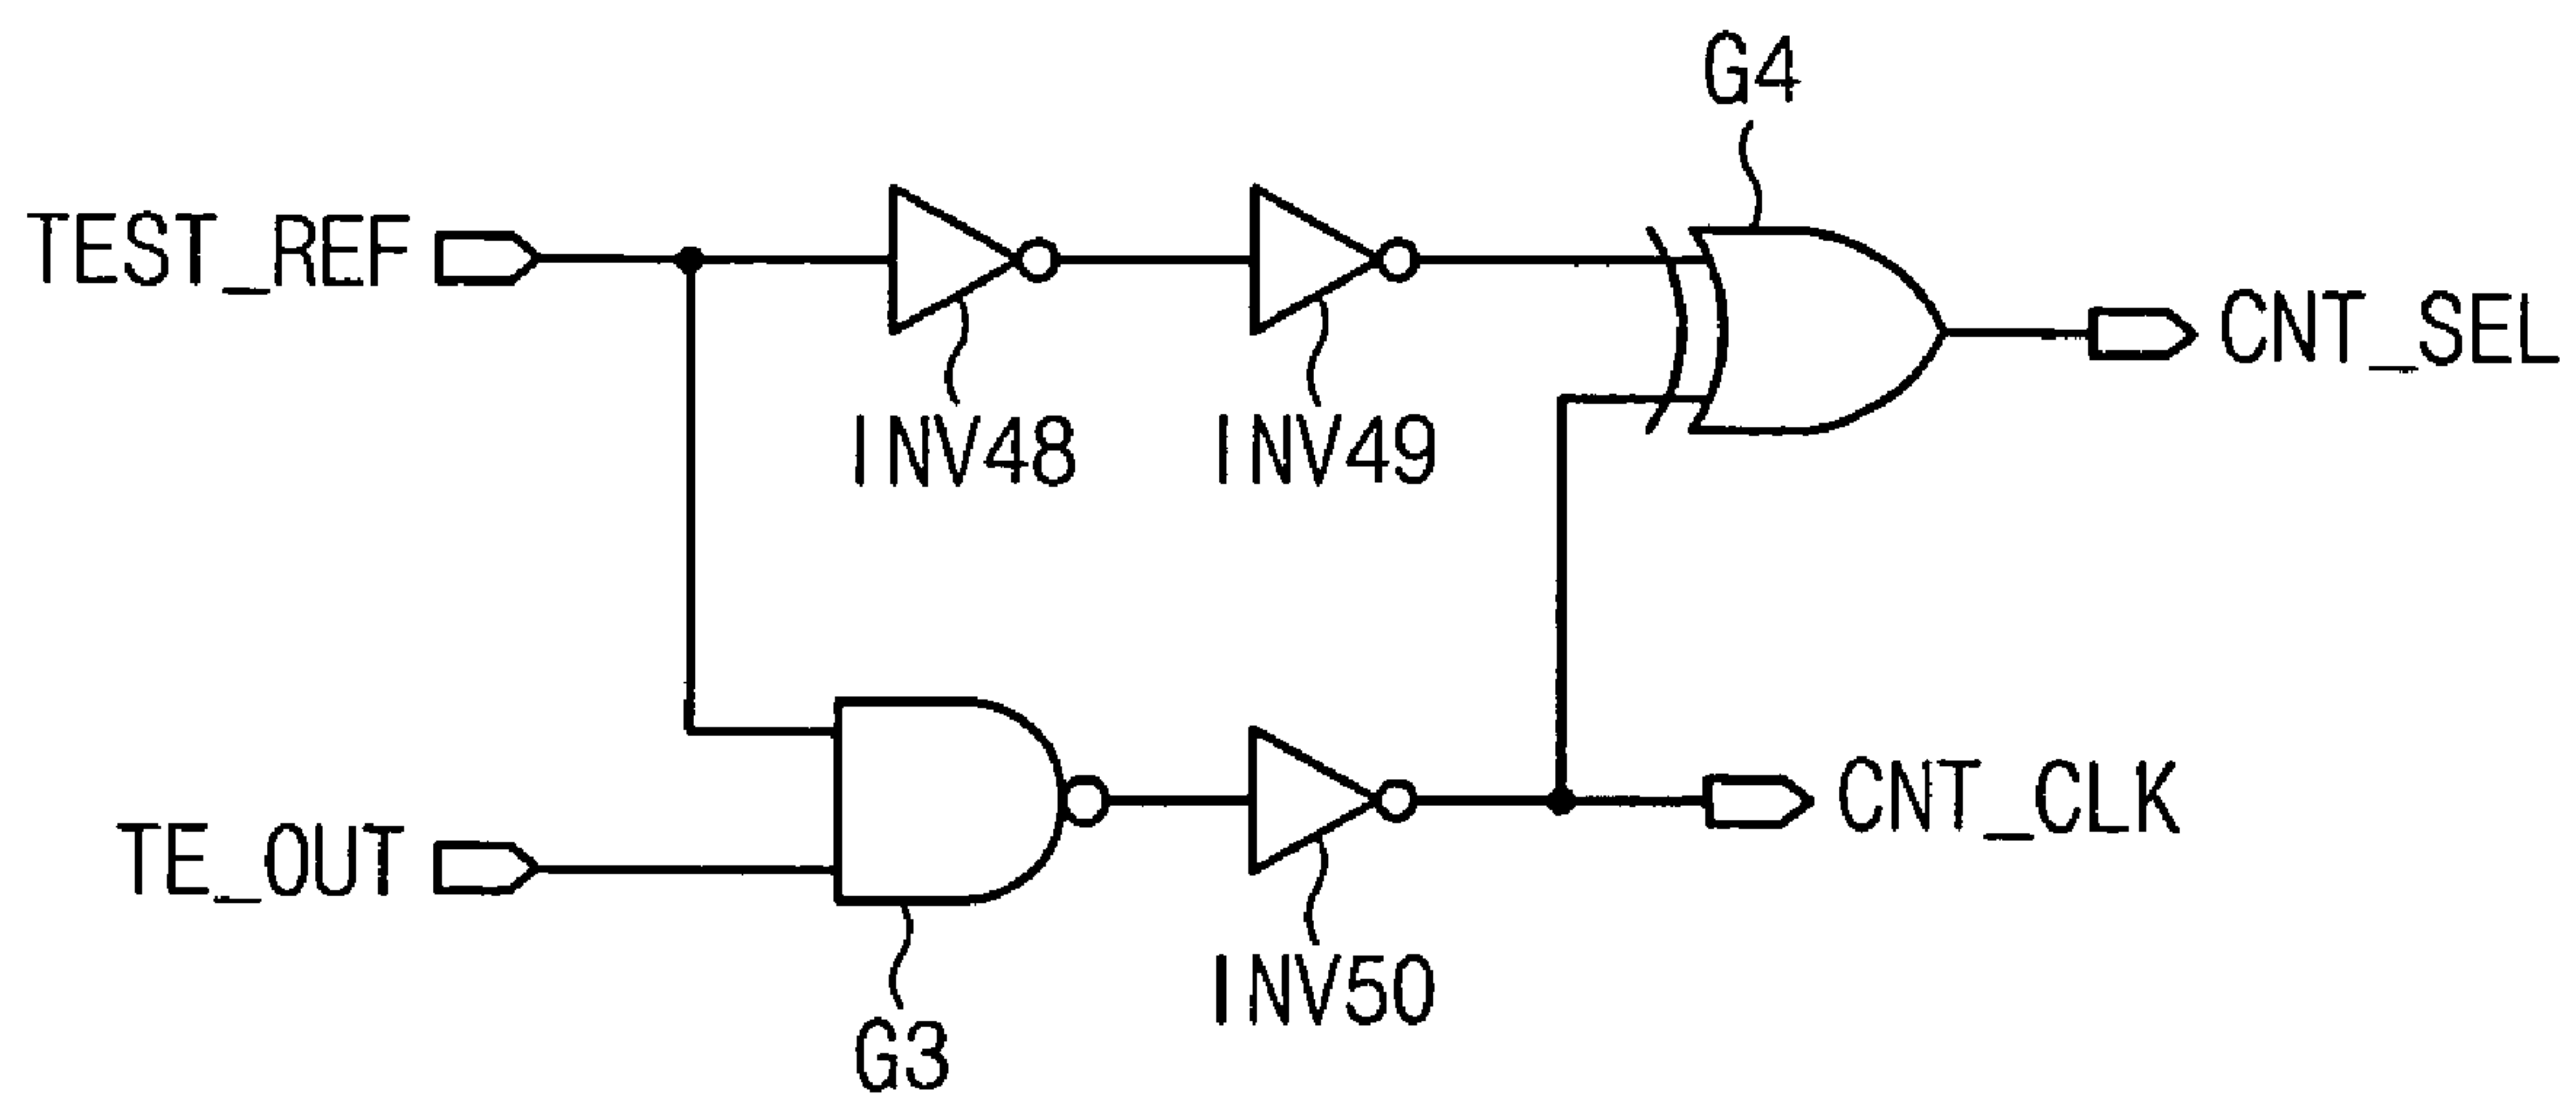 G4
TEST_REF
CNT_SEL
INV48
INV49
TE_OUT
CNT_CLK
INV50
G3